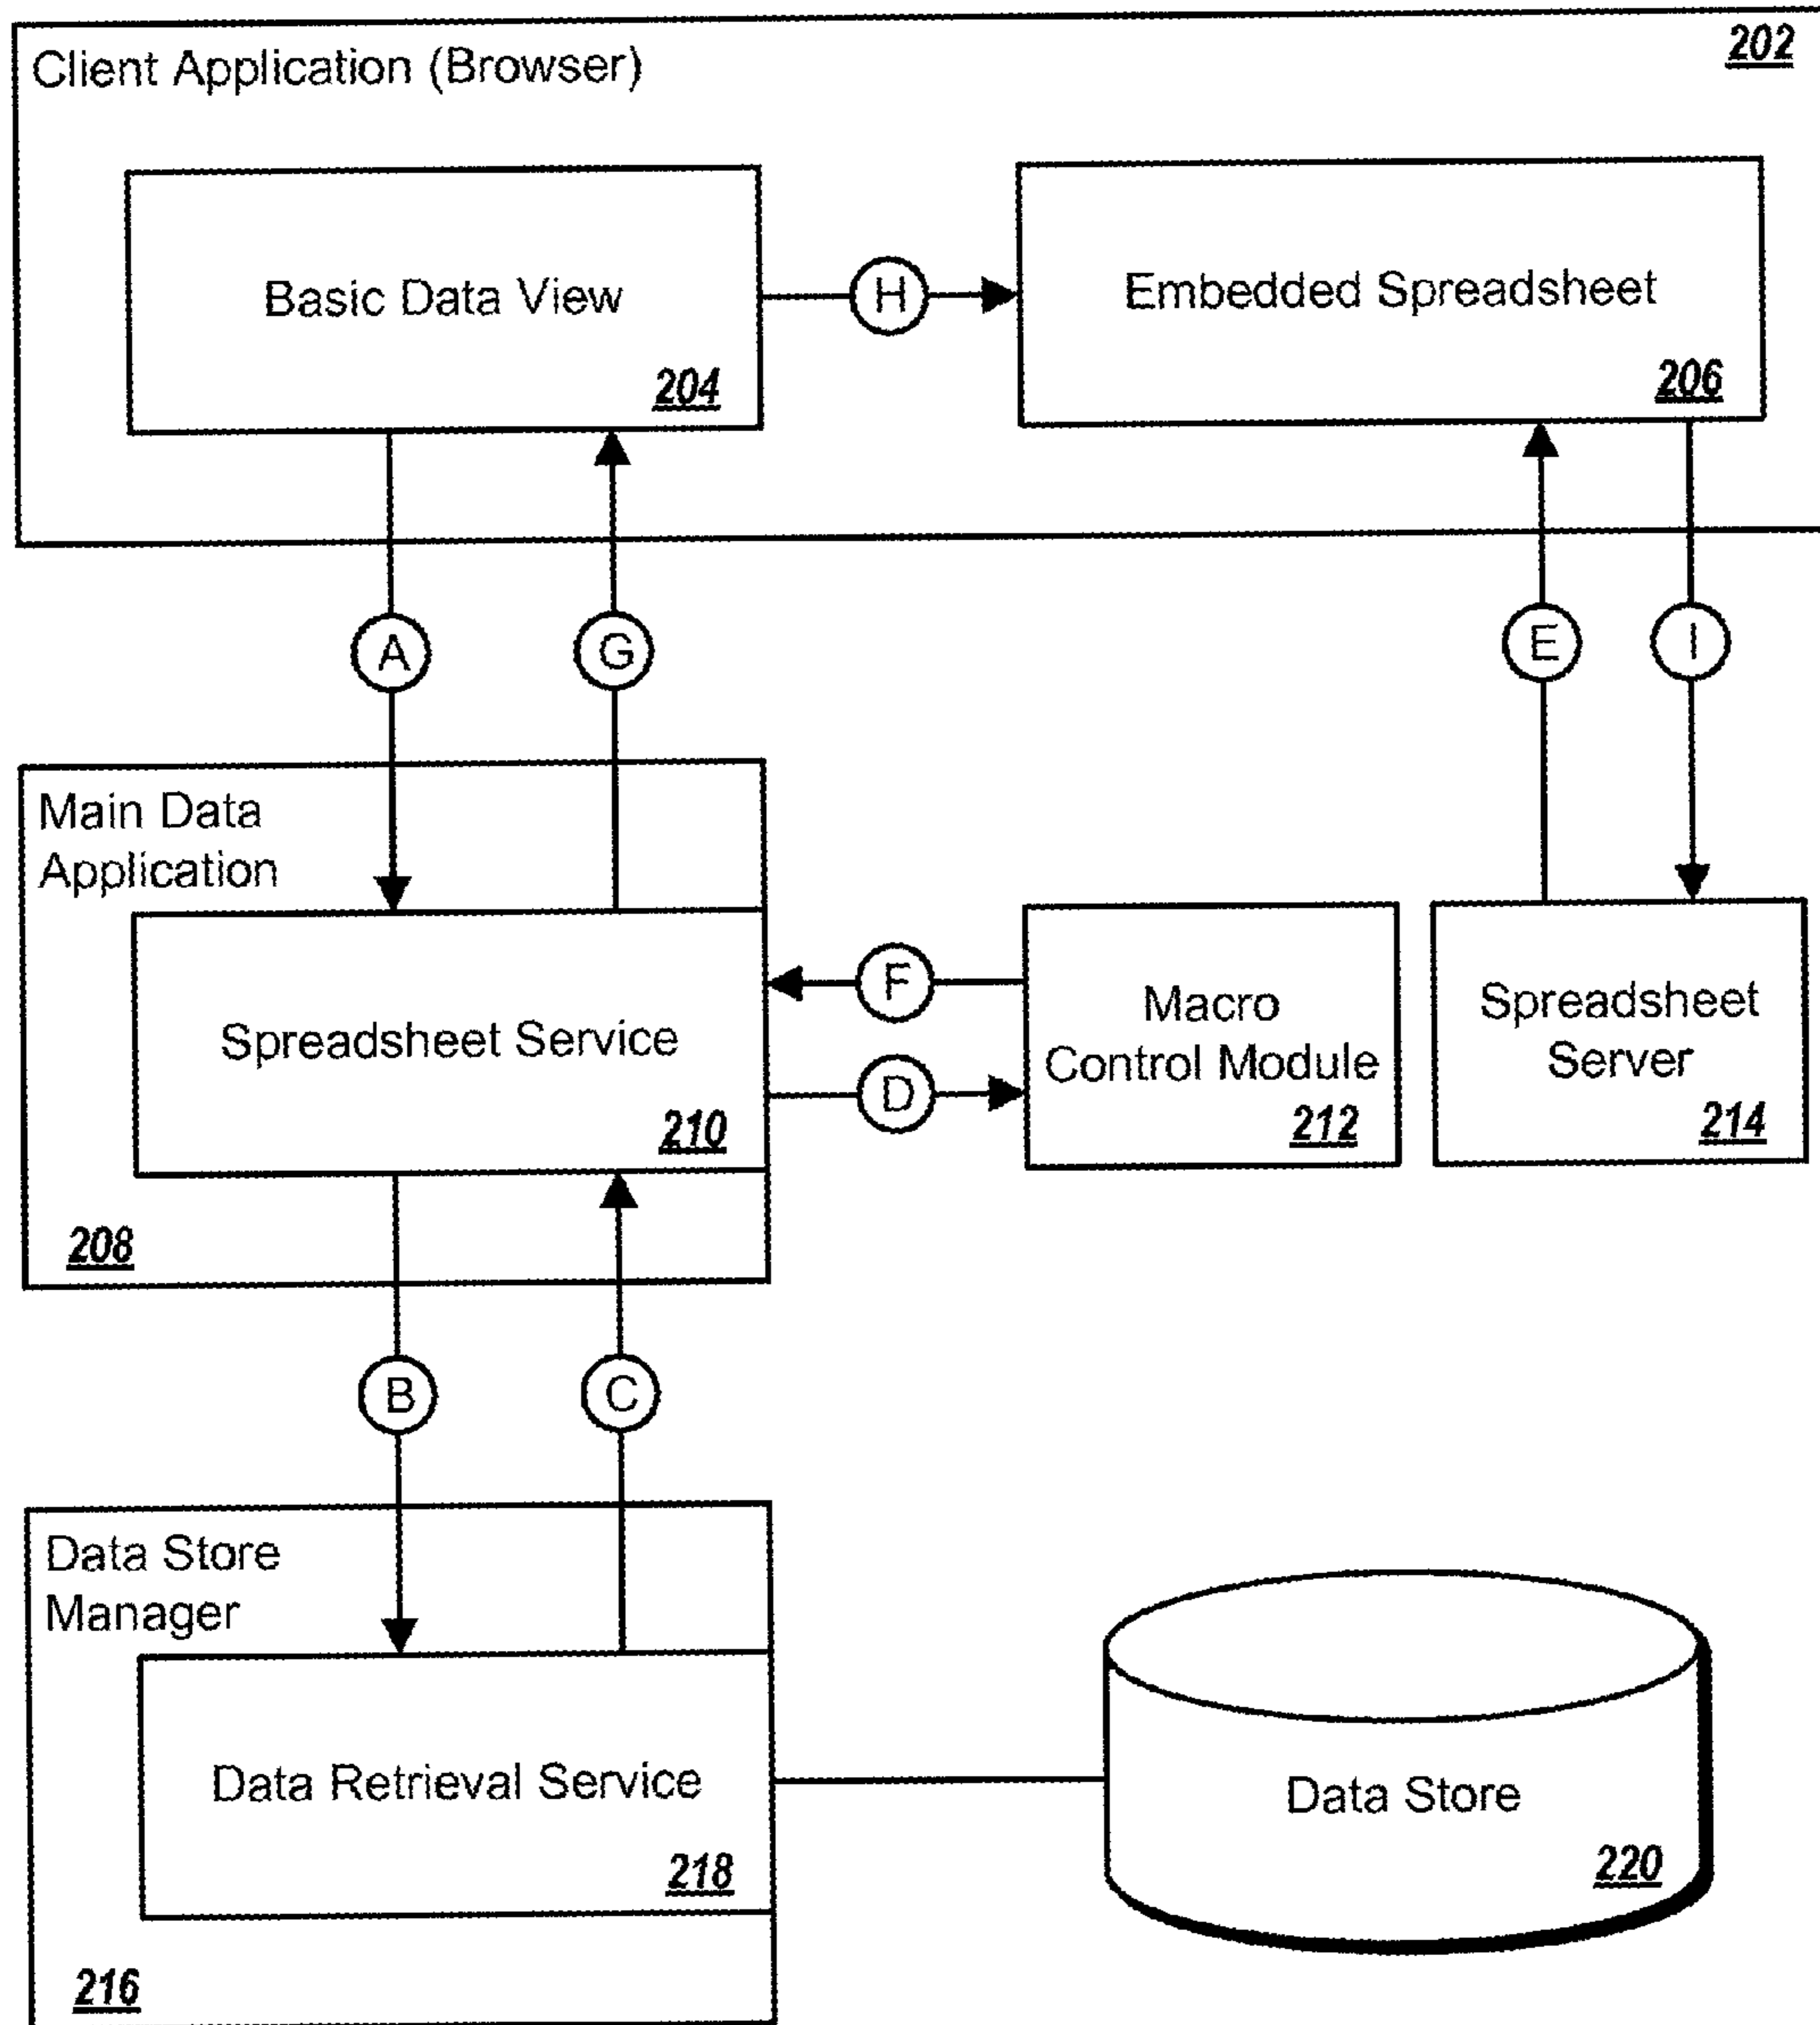 202
Client Application (Browser)
Basic Data View
204
H
Embedded Spreadsheet
206
A
G
E
I
Main Data
Application
Spreadsheet Service
210
208
F
D
Macro
Control Module
212
Spreadsheet
Server
214
B
C
Data Store
Manager
Data Retrieval Service
218
216
Data Store
220